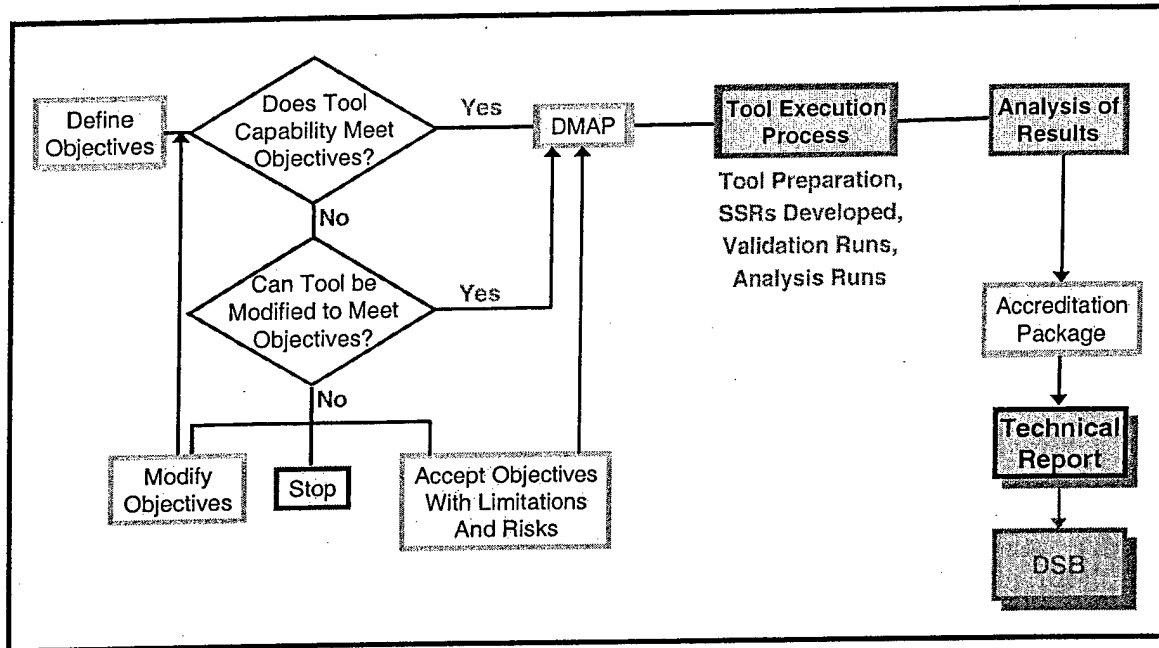 Define
Objectives
Does Tool
Capability Meet
Objectives?
Yes
DMAP
Tool Execution
Process
Tool Preparation,
SSRs Developed,
Validation Runs,
Analysis Runs
Analysis of
Results
No
Can Tool be
Modified to Meet
Objectives?
Yes
Accreditation
Package
No
Modify
Objectives
Stop
Accept Objectives
With Limitations
And Risks
Technical
Report
DSB